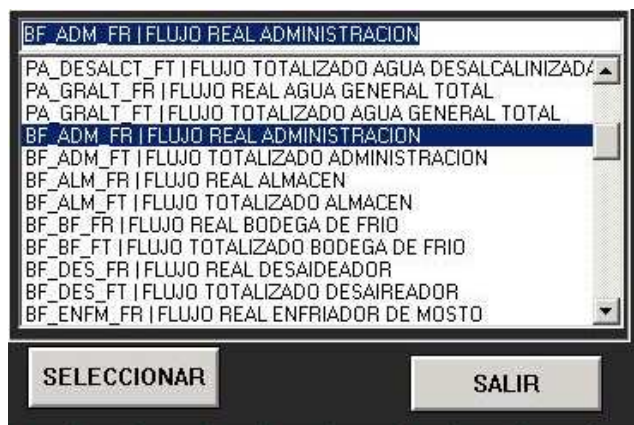 BF_ADM_FR | FLUJO REAL ADMINISTRACION
PA_DESALCT_FT | FLUJO TOTALIZADO AGUA DESALCALINIZADA
PA_GRALT_FR | FLUJO REAL AGUA GENERAL TOTAL
PA_GRALT_FT | FLUJO TOTALIZADO AGUA GENERAL TOTAL
BF_ADM_FR | FLUJO REAL ADMINISTRACION
BF_ADM_FT | FLUJO TOTALIZADO ADMINISTRACION
BF_ALM_FR | FLUJO REAL ALMACEN
BF_ALM_FT | FLUJO TOTALIZADO ALMACEN
BF_BF_FR | FLUJO REAL BODEGA DE FRIO
BF_BF_FT | FLUJO TOTALIZADO BODEGA DE FRIO
BF_DES_FR | FLUJO REAL DESAIDEADOR
BF_DES_FT | FLUJO TOTALIZADO DESAIREADOR
BF_ENFM_FR | FLUJO REAL ENFRIADOR DE MOSTO
SELECCIONAR
SALIR